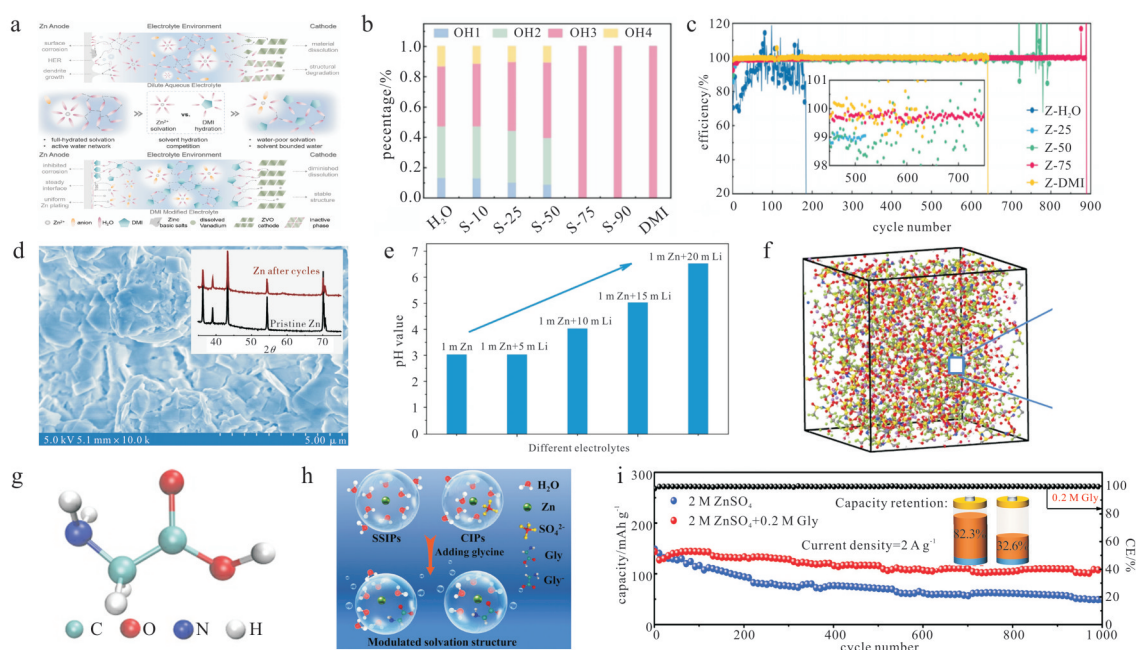 a
Zn Anode
Electrolyte Environment
Cathode
surface corrosion
HER
dendrite growth
material dissolution
structural degradation
Dilute Aqueous Electrolyte
Zn²⁺ solvation
vs.
DMI hydration
• full-hydrated solvation
• active water network
solvent hydration competition
• water-poor solvation
• solvent bounded water
Zn Anode
Electrolyte Environment
Cathode
inhibited corrosion
steady interface
uniform Zn plating
diminished dissolution
stable structure
DMI Modified Electrolyte
Zn²⁺
anion
H₂O
DMI
Zinc basic salts
dissolved Vanadium
ZVO cathode
Inactive phase
b
OH1 OH2 OH3 OH4
pecentage/%
1.0
0.8
0.6
0.4
0.2
0.0
H₂O S-10 S-25 S-50 S-75 S-90 DMI
c
efficiency/%
140
120
100
80
60
40
20
101
100
99
98
500 600 700
Z-H₂O
Z-25
Z-50
Z-75
Z-DMI
0 100 200 300 400 500 600 700 800 900
cycle number
d
Zn after cycles
Pristine Zn
40 50 60 70
2θ
5.0 kV 5.1 mm × 10.0 k
5.00 μm
e
pH value
7
6
5
4
3
2
1
0
1 m Zn
1 m Zn+5 m Li
1 m Zn+10 m Li
1 m Zn+15 m Li
1 m Zn+20 m Li
Different electrolytes
f
g
C O N H
h
SSIPs
CIPs
Adding glycine
Modulated solvation structure
H₂O
Zn
SO₄²⁻
Gly
Gly⁻
i
capacity/mAh g⁻¹
300
240
180
120
60
0
2 M ZnSO₄
2 M ZnSO₄+0.2 M Gly
Capacity retention:
82.3%
32.6%
Current density=2 A g⁻¹
0.2 M Gly
100
80
60
40
20
0
CE/%
0 200 400 600 800 1 000
cycle number